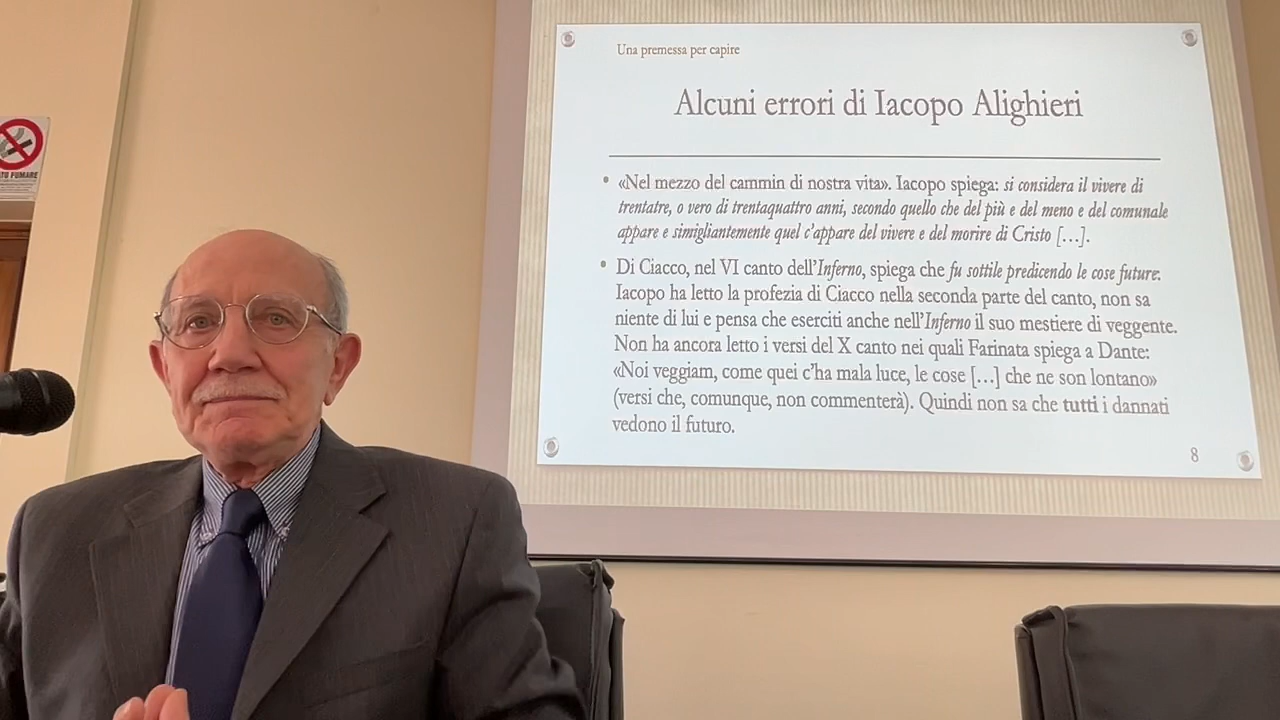 Una premessa per capire
Alcuni errori di Iacopo Alighieri
• «Nel mezzo del cammin di nostra vita». Iacopo spiega: si considera il vivere di
trentatre, o vero di trentaquattro anni, secondo quello che del più e del meno e del comunale
appare e simigliantemente quel c'appare del vivere e del morire di Cristo […].
• Di Ciacco, nel VI canto dell'Inferno, spiega che fu sottile predicendo le cose future.
Iacopo ha letto la profezia di Ciacco nella seconda parte del canto, non sa
niente di lui e pensa che eserciti anche nell'Inferno il suo mestiere di veggente.
Non ha ancora letto i versi del X canto nei quali Farinata spiega a Dante:
«Noi veggiam, come quei c'ha mala luce, le cose […] che ne son lontano»
(versi che, comunque, non commenterà). Quindi non sa che tutti i dannati
vedono il futuro.
8
FUMARE